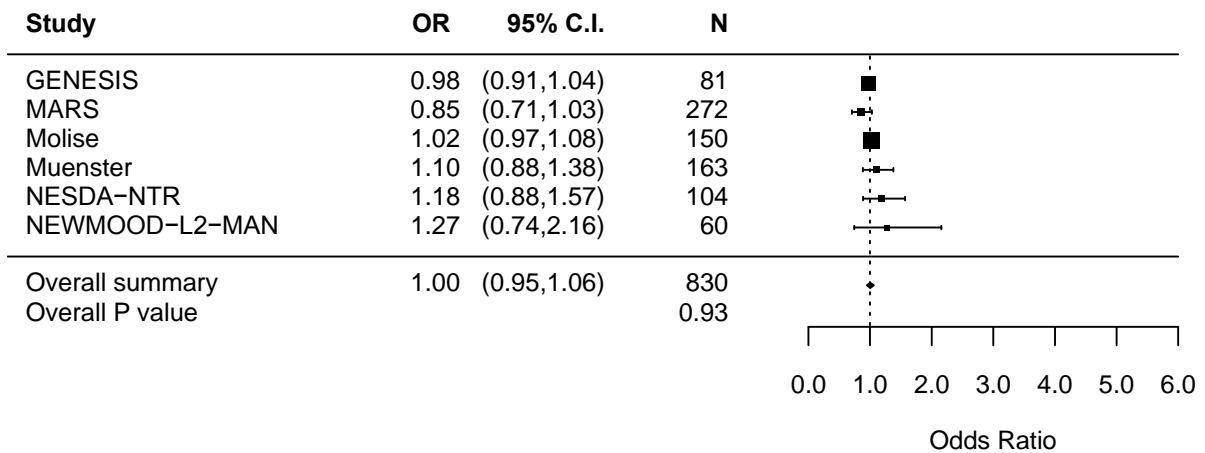 Study OR 95% C.I. N
GENESIS 0.98 (0.91,1.04) 81
MARS 0.85 (0.71,1.03) 272
Molise 1.02 (0.97,1.08) 150
Muenster 1.10 (0.88,1.38) 163
NESDA−NTR 1.18 (0.88,1.57) 104
NEWMOOD−L2−MAN 1.27 (0.74,2.16) 60
Overall summary 1.00 (0.95,1.06) 830
Overall P value 0.93
0.0 1.0 2.0 3.0 4.0 5.0 6.0
Odds Ratio